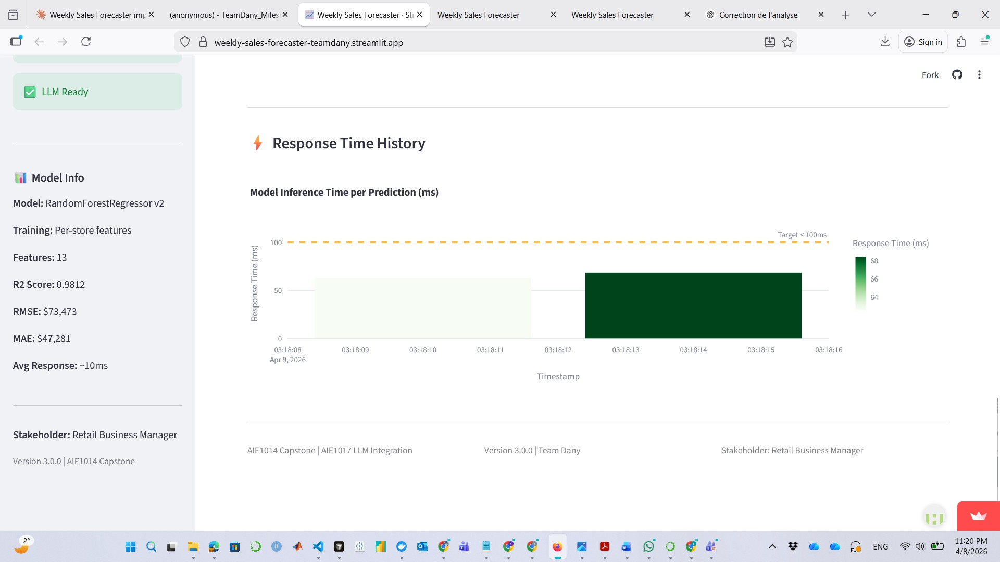 Weekly Sales Forecaster imp
(anonymous) - TeamDany_Milest
Weekly Sales Forecaster · Str
Weekly Sales Forecaster
Weekly Sales Forecaster
Correction de l'analyse
weekly-sales-forecaster-teamdany.streamlit.app
Sign in
Fork
LLM Ready
Model Info
Model: RandomForestRegressor v2
Training: Per-store features
Features: 13
R2 Score: 0.9812
RMSE: $73,473
MAE: $47,281
Avg Response: ~10ms
Stakeholder: Retail Business Manager
Version 3.0.0 | AIE1014 Capstone
Response Time History
Model Inference Time per Prediction (ms)
Target < 100ms
Response Time (ms)
100
50
0
Response Time (ms)
68
66
64
03:18:08 03:18:09 03:18:10 03:18:11 03:18:12 03:18:13 03:18:14 03:18:15 03:18:16
Apr 9, 2026
Timestamp
AIE1014 Capstone | AIE1017 LLM Integration
Version 3.0.0 | Team Dany
Stakeholder: Retail Business Manager
2°
ENG
11:20 PM
4/8/2026